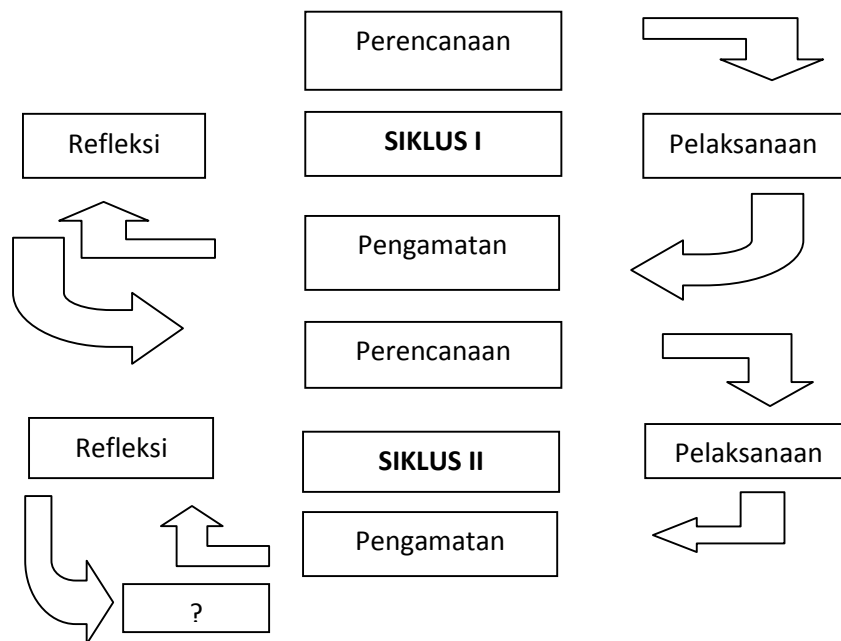 Perencanaan
Refleksi
SIKLUS I
Pelaksanaan
Pengamatan
Perencanaan
Refleksi
SIKLUS II
Pelaksanaan
Pengamatan
?